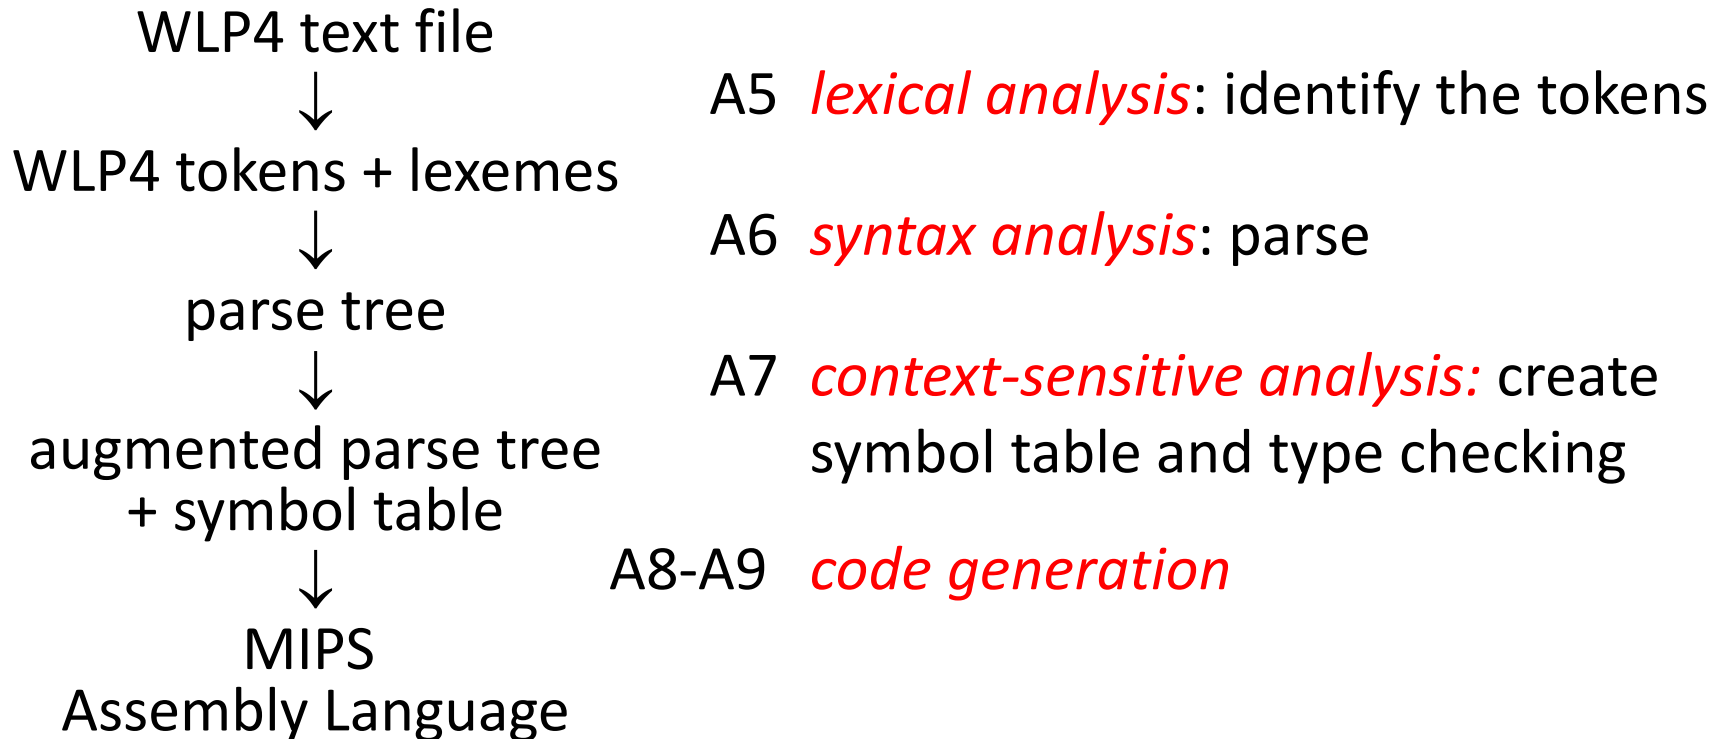 WLP4 text file
A5 lexical analysis: identify the tokens
WLP4 tokens + lexemes
A6 syntax analysis: parse
parse tree
A7 context-sensitive analysis: create
symbol table and type checking
augmented parse tree
+ symbol table
A8-A9 code generation
MIPS
Assembly Language